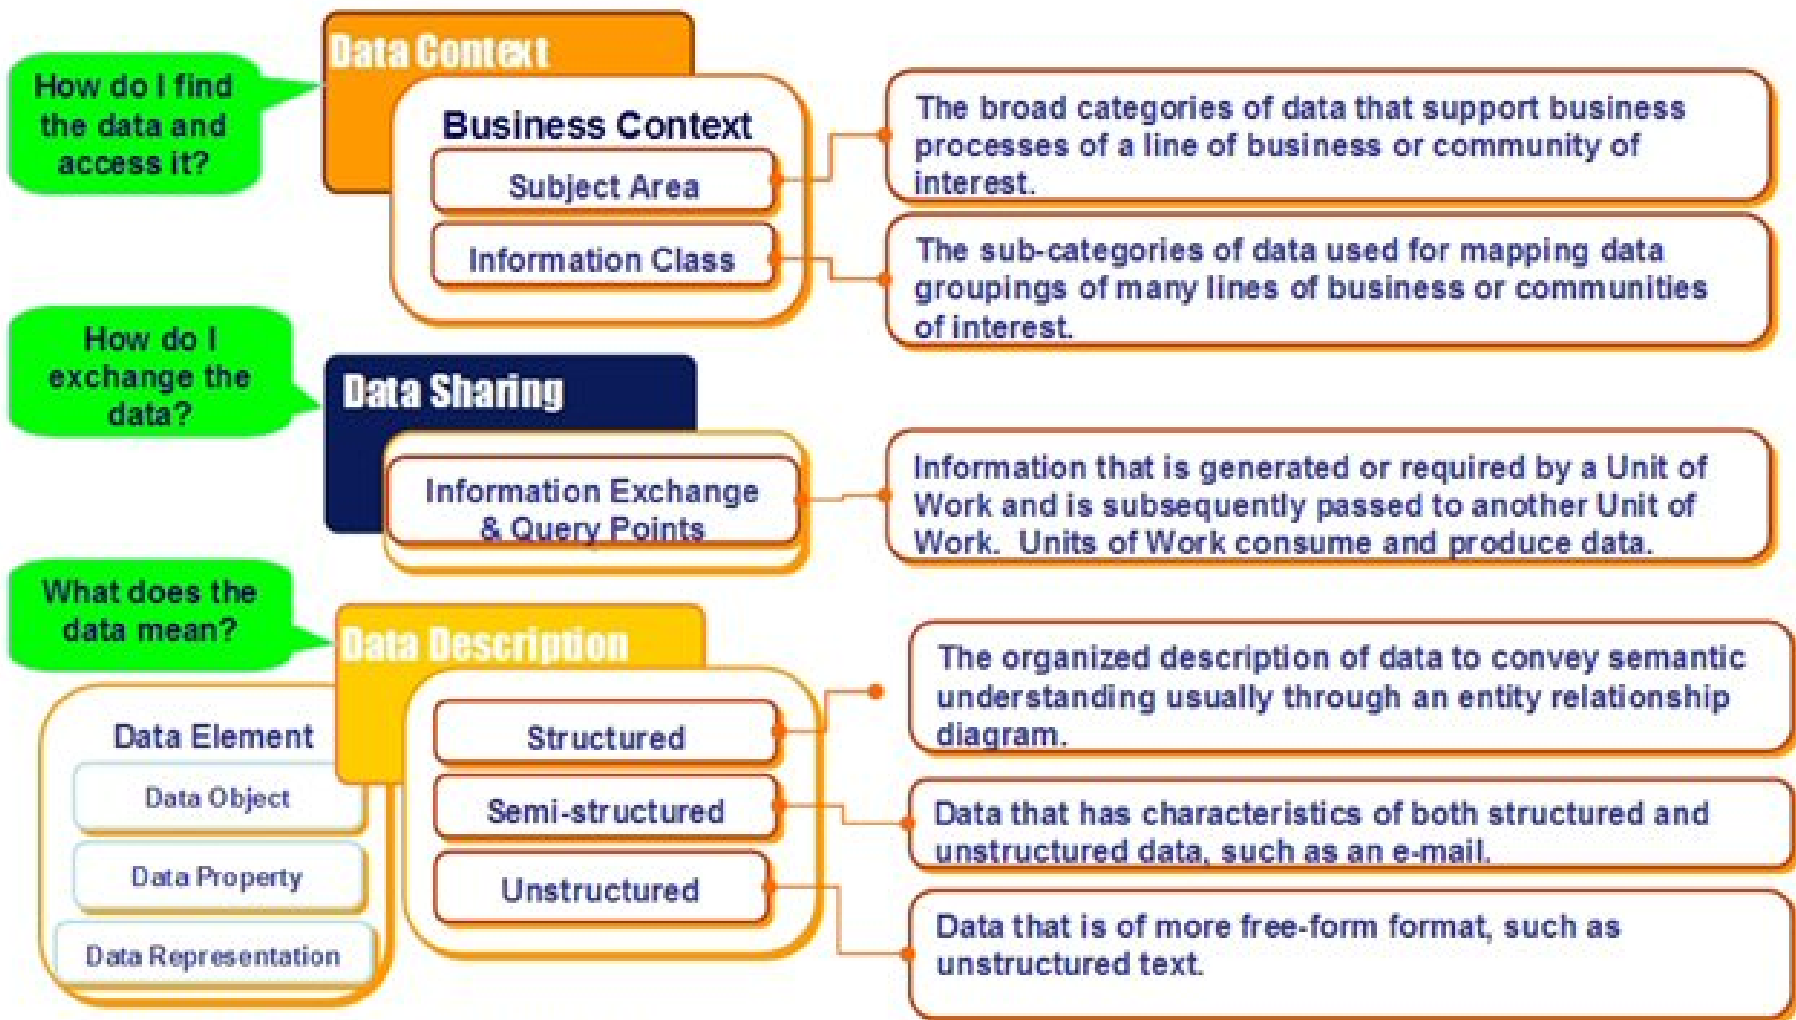 How do I find
the data and
access it?
Data Context
Business Context
Subject Area
Information Class
The broad categories of data that support business
processes of a line of business or community of
interest.
The sub-categories of data used for mapping data
groupings of many lines of business or communities
of interest.
How do I
exchange the
data?
Data Sharing
Information Exchange
& Query Points
Information that is generated or required by a Unit of
Work and is subsequently passed to another Unit of
Work. Units of Work consume and produce data.
What does the
data mean?
Data Description
Data Element
Data Object
Data Property
Data Representation
Structured
Semi-structured
Unstructured
The organized description of data to convey semantic
understanding usually through an entity relationship
diagram.
Data that has characteristics of both structured and
unstructured data, such as an e-mail.
Data that is of more free-form format, such as
unstructured text.